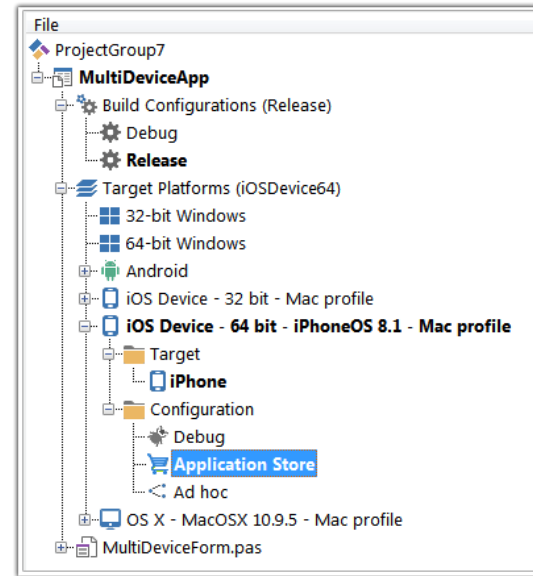 File
ProjectGroup7
MultiDeviceApp
Build Configurations (Release)
Debug
Release
Target Platforms (iOSDevice64)
32-bit Windows
64-bit Windows
Android
iOS Device - 32 bit - Mac profile
iOS Device - 64 bit - iPhoneOS 8.1 - Mac profile
Target
iPhone
Configuration
Debug
Application Store
Ad hoc
OS X - MacOSX 10.9.5 - Mac profile
MultiDeviceForm.pas